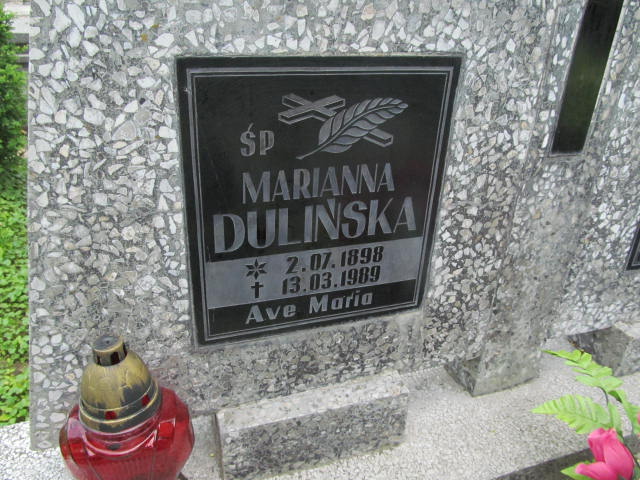 ŚP
MARIANNA
DULIŃSKA
2.07.1898
13.03.1989
Ave Maria